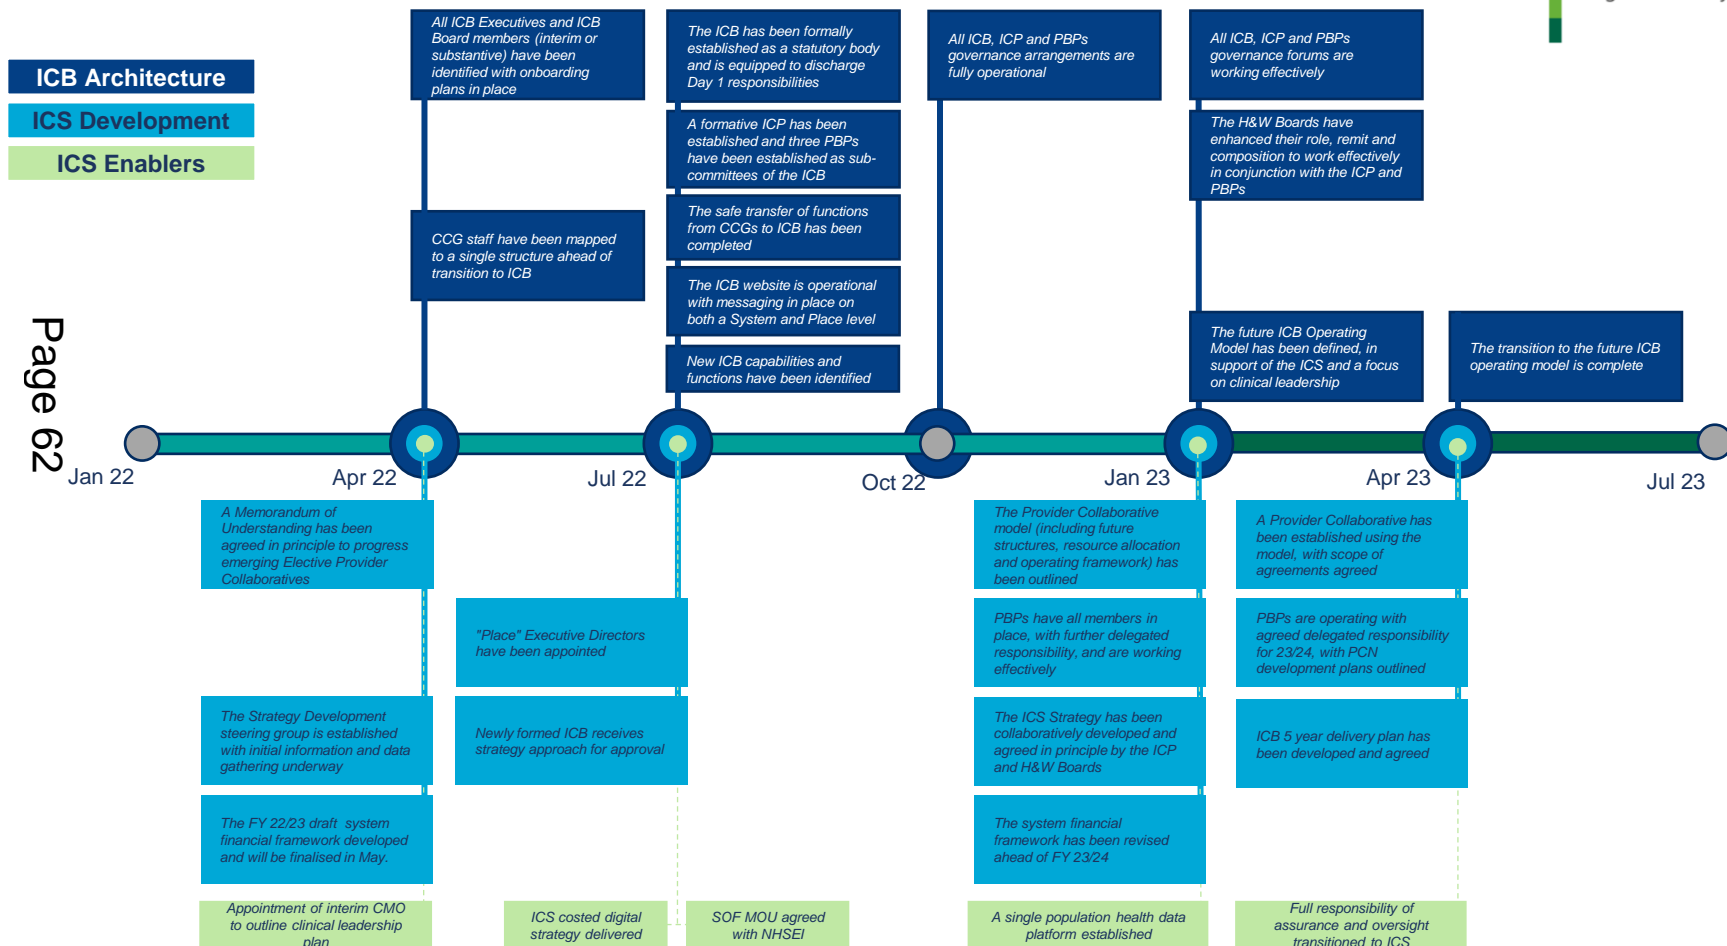 ICB Architecture
ICS Development
ICS Enablers
All ICB Executives and ICB
Board members (interim or
substantive) have been
identified with onboarding
plans in place
CCG staff have been mapped
to a single structure ahead of
transition to ICB
The ICB has been formally
established as a statutory body
and is equipped to discharge
Day 1 responsibilities
A formative ICP has been
established and three PBPs
have been established as sub-
committees of the ICB
The safe transfer of functions
from CCGs to ICB has been
completed
The ICB website is operational
with messaging in place on
both a System and Place level
New ICB capabilities and
functions have been identified
All ICB, ICP and PBPs
governance arrangements are
fully operational
All ICB, ICP and PBPs
governance forums are
working effectively
The H&W Boards have
enhanced their role, remit and
composition to work effectively
in conjunction with the ICP and
PBPs
The future ICB Operating
Model has been defined, in
support of the ICS and a focus
on clinical leadership
The transition to the future ICB
operating model is complete
Page 62
Jan 22
Apr 22
Jul 22
Oct 22
Jan 23
Apr 23
Jul 23
A Memorandum of
Understanding has been
agreed in principle to progress
emerging Elective Provider
Collaboratives
The Strategy Development
steering group is established
with initial information and data
gathering underway
The FY 22/23 draft system
financial framework developed
and will be finalised in May.
Appointment of interim CMO
to outline clinical leadership
plan
"Place" Executive Directors
have been appointed
Newly formed ICB receives
strategy approach for approval
ICS costed digital
strategy delivered
SOF MOU agreed
with NHSEI
The Provider Collaborative
model (including future
structures, resource allocation
and operating framework) has
been outlined
PBPs have all members in
place, with further delegated
responsibility, and are working
effectively
The ICS Strategy has been
collaboratively developed and
agreed in principle by the ICP
and H&W Boards
The system financial
framework has been revised
ahead of FY 23/24
A single population health data
platform established
A Provider Collaborative has
been established using the
model, with scope of
agreements agreed
PBPs are operating with
agreed delegated responsibility
for 23/24, with PCN
development plans outlined
ICB 5 year delivery plan has
been developed and agreed
Full responsibility of
assurance and oversight
transitioned to ICS